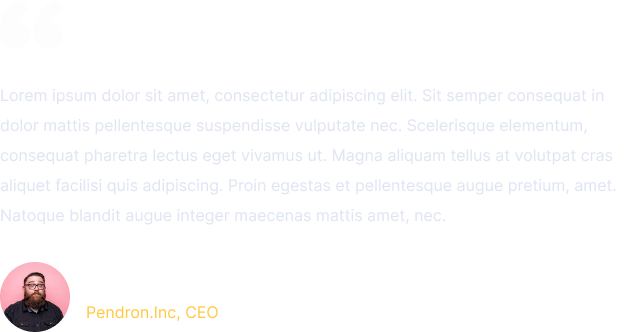 Lorem ipsum dolor sit amet, consectetur adipiscing elit. Sit semper consequat in
dolor mattis pellentesque suspendisse vulputate nec. Scelerisque elementum,
consequat pharetra lectus eget vivamus ut. Magna aliquam tellus at volutpat cras
aliquet facilisi quis adipiscing. Proin egestas et pellentesque augue pretium, amet.
Natoque blandit augue integer maecenas mattis amet, nec.
Pendron.Inc, CEO